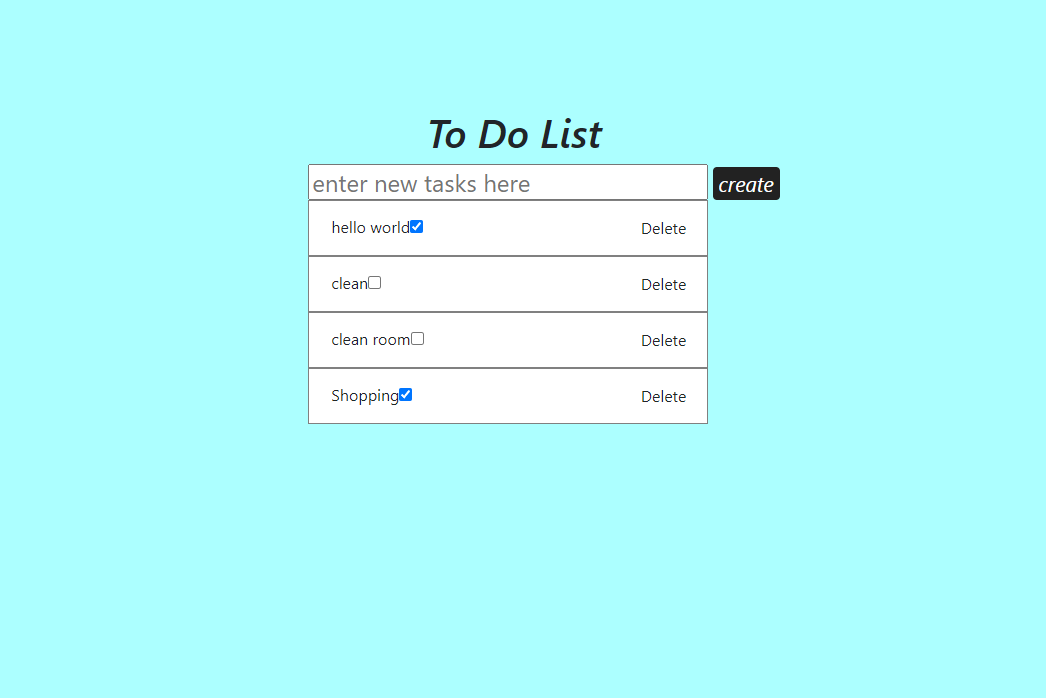 To Do List
enter new tasks here create
hello world Delete
clean Delete
clean room Delete
Shopping Delete